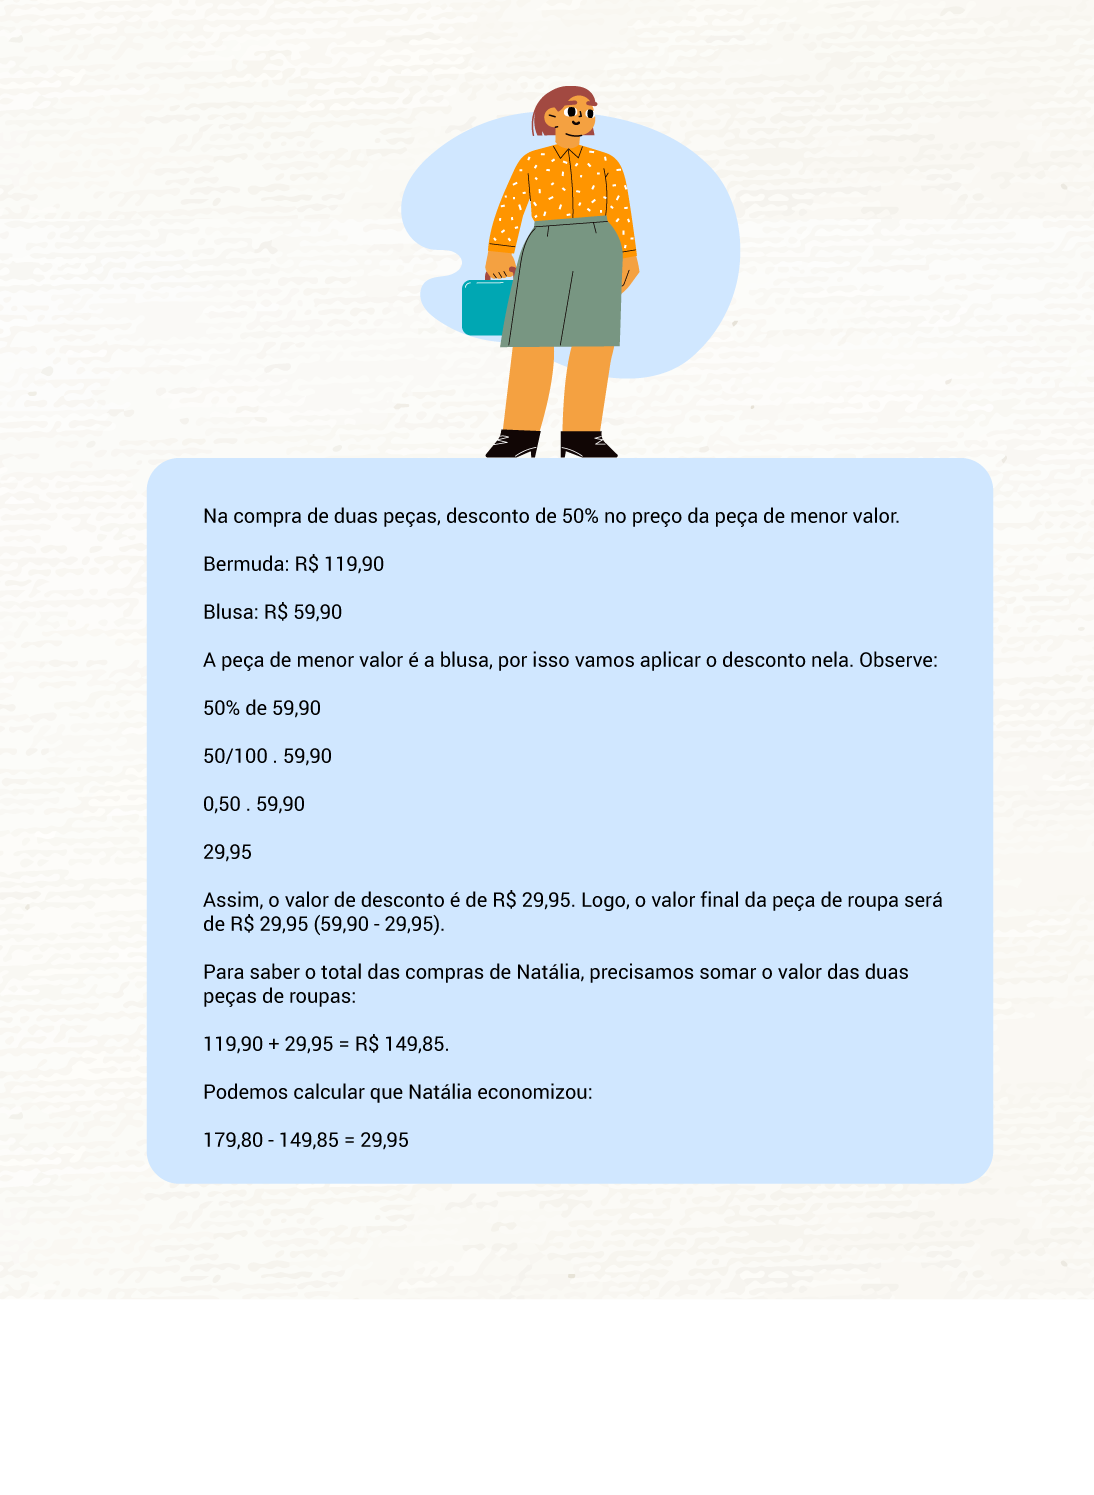 Na compra de duas peças, desconto de 50% no preço da peça de menor valor.
Bermuda: R$ 119,90
Blusa: R$ 59,90
A peça de menor valor é a blusa, por isso vamos aplicar o desconto nela. Observe:
50% de 59,90
50/100 . 59,90
0,50 . 59,90
29,95
Assim, o valor de desconto é de R$ 29,95. Logo, o valor final da peça de roupa será
de R$ 29,95 (59,90 - 29,95).
Para saber o total das compras de Natália, precisamos somar o valor das duas
peças de roupas:
119,90 + 29,95 = R$ 149,85.
Podemos calcular que Natália economizou:
179,80 - 149,85 = 29,95